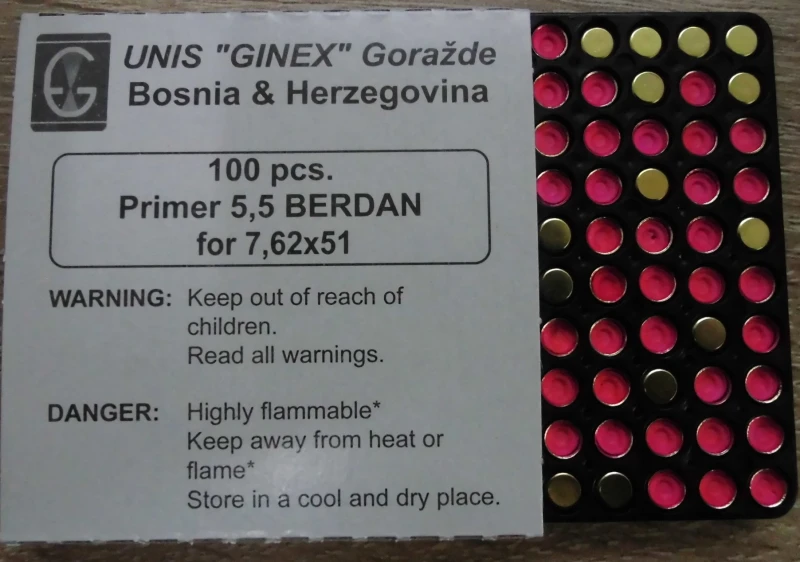 UNIS "GINEX" Goražde
Bosnia & Herzegovina
100 pcs.
Primer 5,5 BERDAN
for 7,62x51
WARNING: Keep out of reach of
children.
Read all warnings.
DANGER: Highly flammable*
Keep away from heat or
flame*
Store in a cool and dry place.